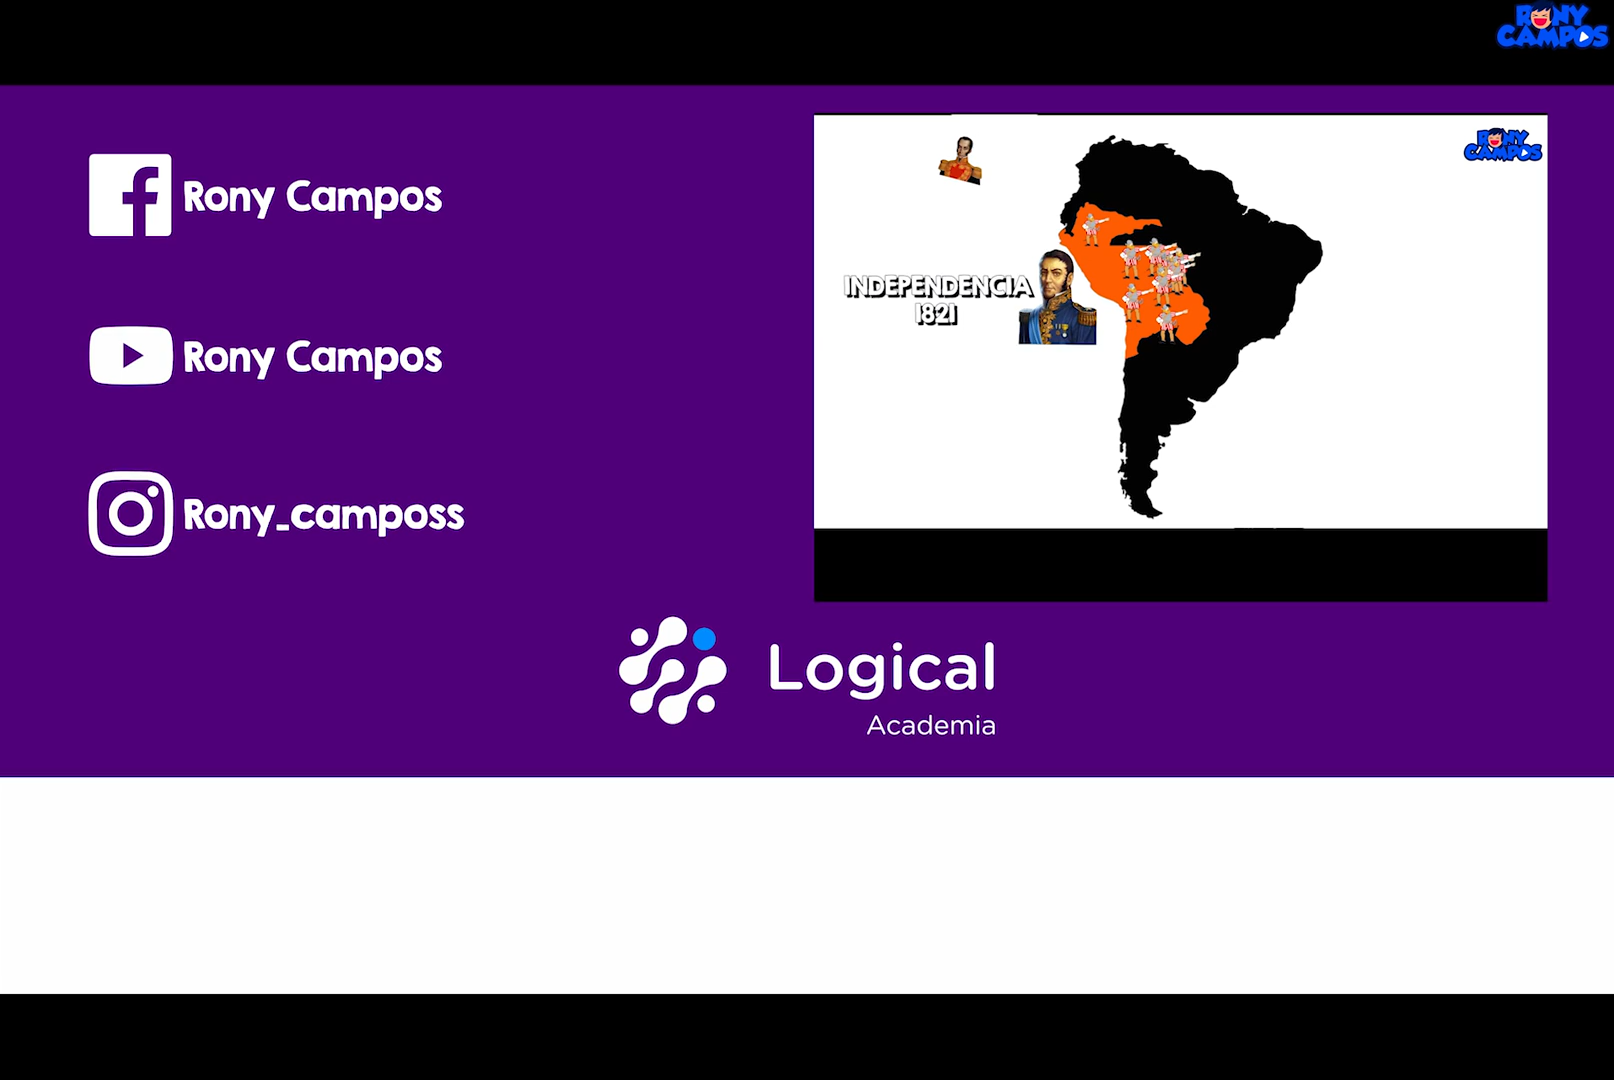 RONY
CAMPOS
Rony Campos
Rony Campos
Rony_camposs
RONY
CAMPOS
INDEPENDENCIA
1821
Logical
Academia